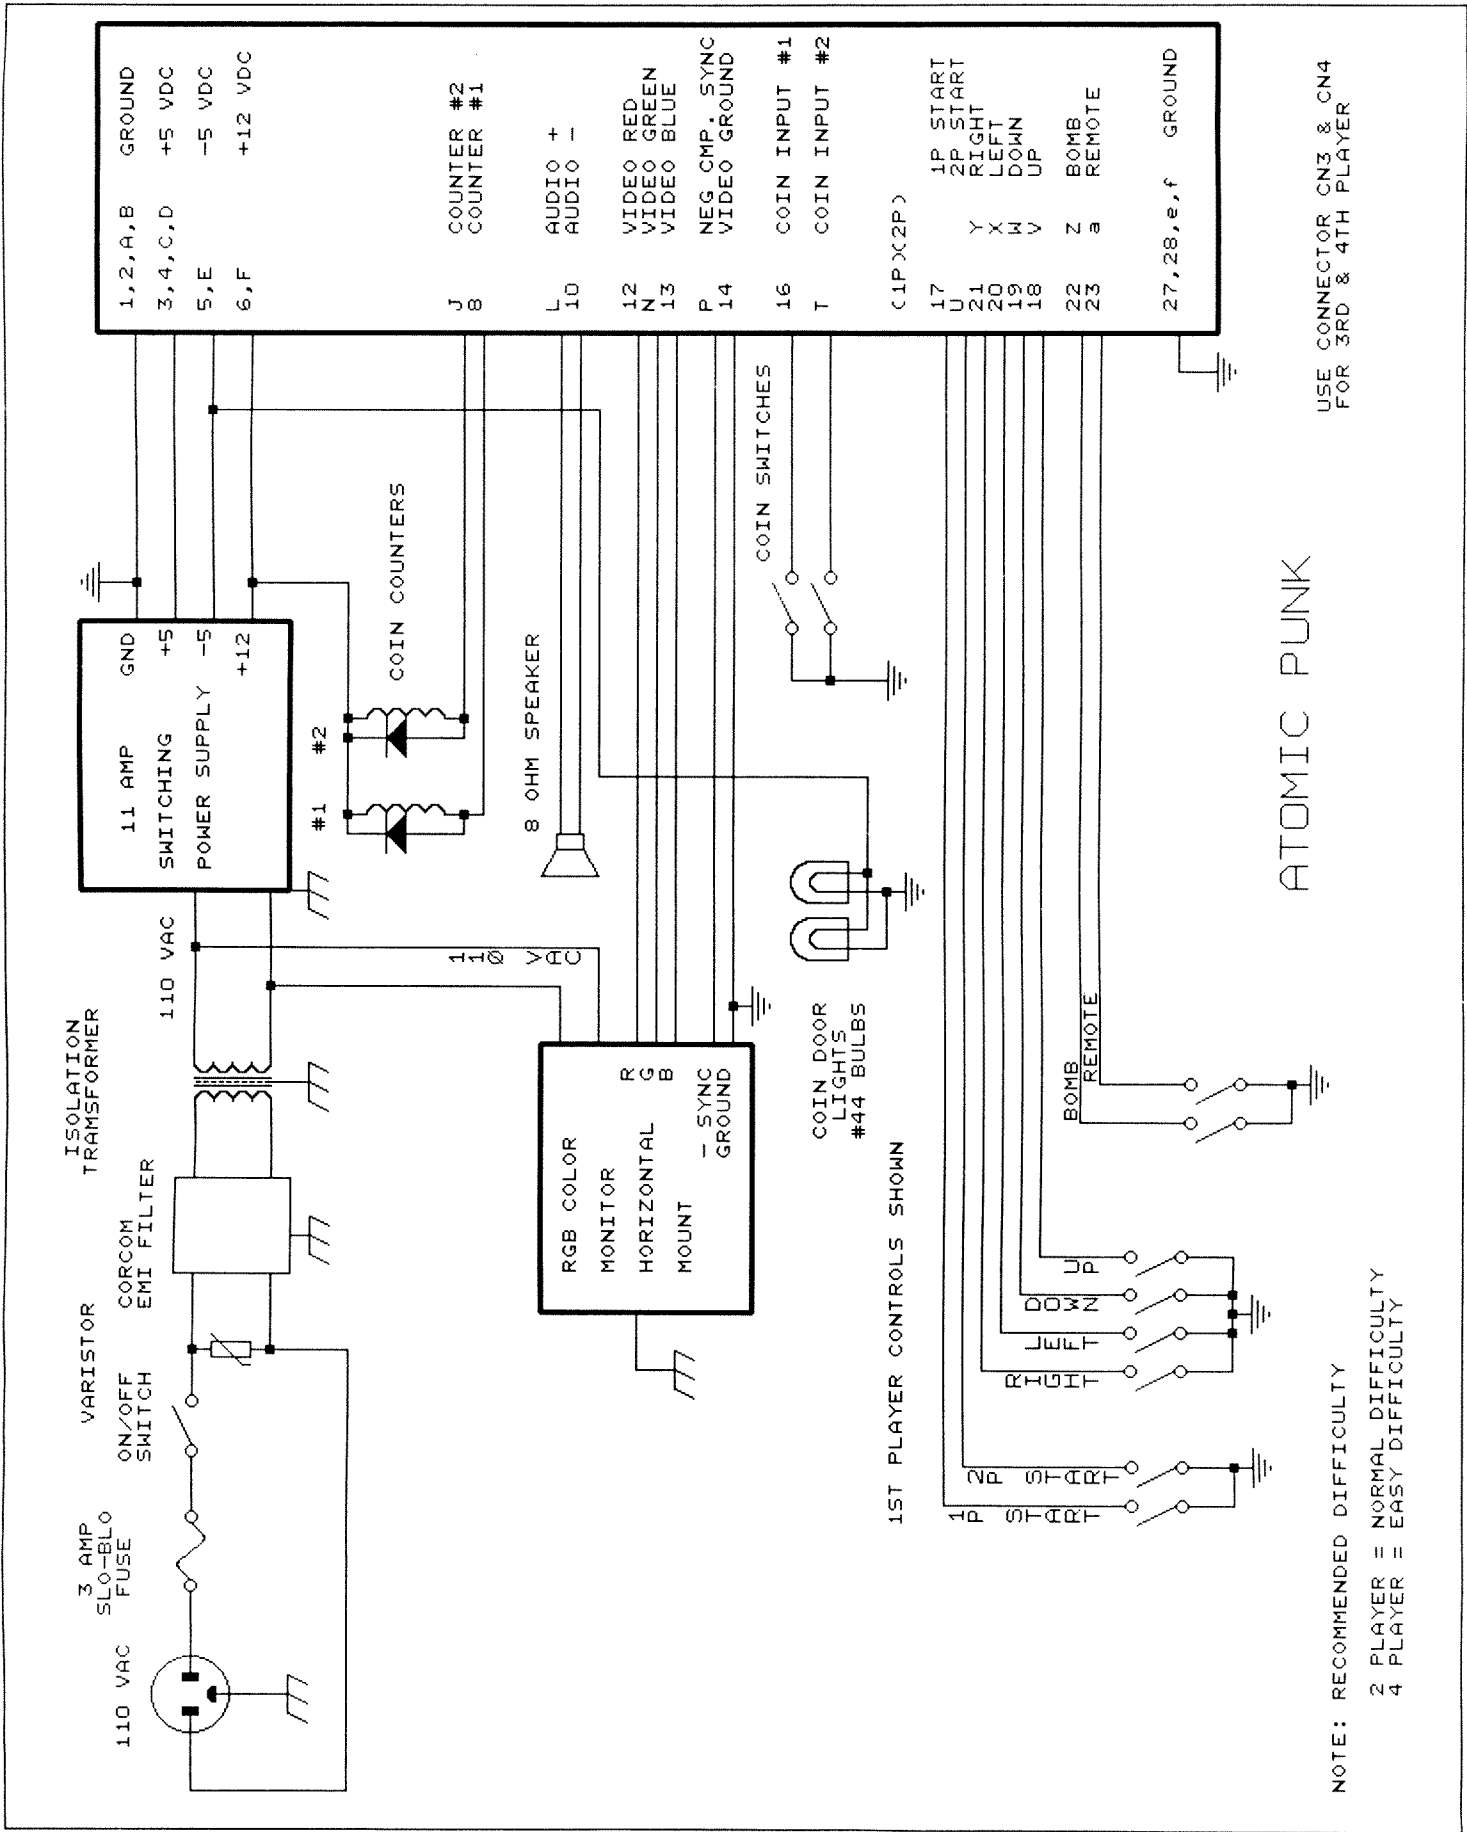 110 VAC
3 AMP
SLO-BLO
FUSE
ON/OFF
SWITCH
VARISTOR
CORCOM
EMI FILTER
ISOLATION
TRAMSFORMER
110 VAC
11 AMP
SWITCHING
POWER SUPPLY
GND
+5
-5
+12
1,2,A,B GROUND
3,4,C,D +5 VDC
5,E -5 VDC
6,F +12 VDC
#1
#2
COIN COUNTERS
J COUNTER #2
8 COUNTER #1
110 VAC
8 OHM SPEAKER
L AUDIO +
10 AUDIO -
RGB COLOR
MONITOR
HORIZONTAL
MOUNT
R
G
B
- SYNC
GROUND
12 VIDEO RED
N VIDEO GREEN
13 VIDEO BLUE
P NEG CMP. SYNC
14 VIDEO GROUND
COIN SWITCHES
16 COIN INPUT #1
T COIN INPUT #2
COIN DOOR
LIGHTS
#44 BULBS
1ST PLAYER CONTROLS SHOWN
(1P)(2P)
17 1P START
U 2P START
21 Y RIGHT
20 X LEFT
19 W DOWN
18 V UP
22 Z BOMB
23 a REMOTE
27,28,e,f GROUND
1P START
2P START
RIGHT
LEFT
DOWN
UP
BOMB
REMOTE
ATOMIC PUNK
USE CONNECTOR CN3 & CN4
FOR 3RD & 4TH PLAYER
NOTE: RECOMMENDED DIFFICULTY
2 PLAYER = NORMAL DIFFICULTY
4 PLAYER = EASY DIFFICULTY